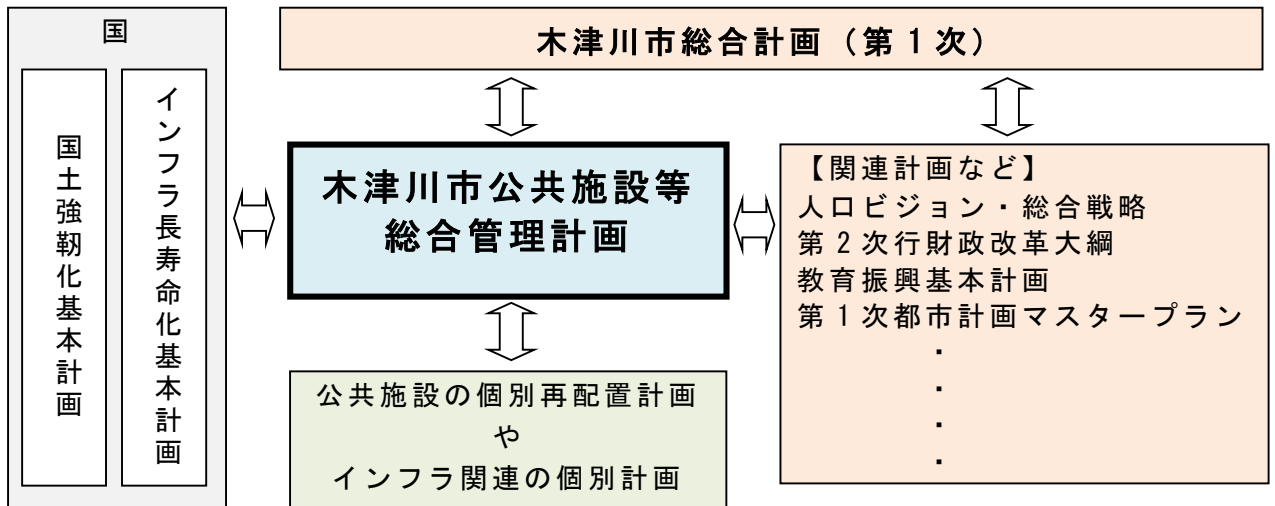 国
国土強靭化基本計画
インフラ長寿命化基本計画
木津川市総合計画（第１次）
木津川市公共施設等
総合管理計画
【関連計画など】
人口ビジョン・総合戦略
第２次行財政改革大綱
教育振興基本計画
第１次都市計画マスタープラン
・
・
・
・
公共施設の個別再配置計画
や
インフラ関連の個別計画